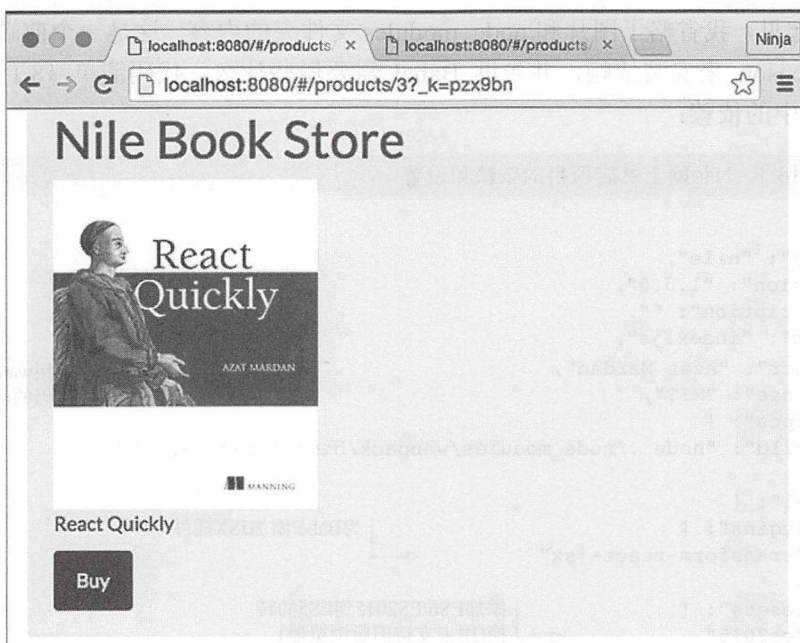 localhost:8080/#/products/ × localhost:8080/#/products/ × Ninja
localhost:8080/#/products/3?_k=pzx9bn
Nile Book Store
React
Quickly
AZAT MARDAN
MANNING
React Quickly
Buy